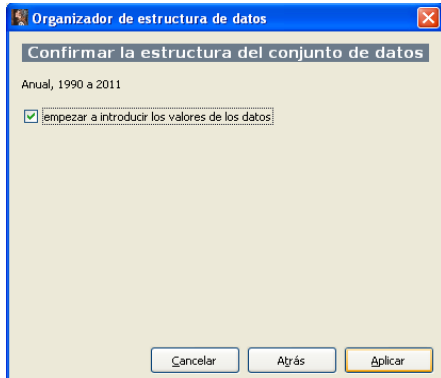 Organizador de estructura de datos
Confirmar la estructura del conjunto de datos
Anual, 1990 a 2011
empezar a introducir los valores de los datos
Cancelar Atrás Aplicar